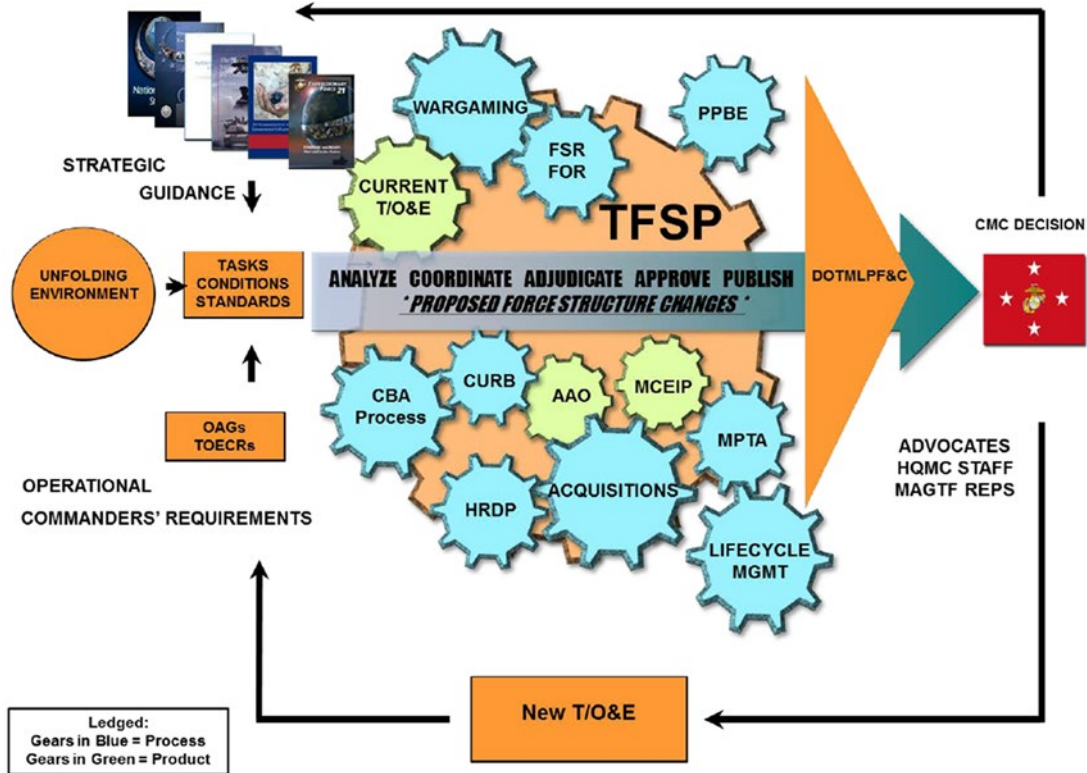 WARGAMING
PPBE
FSR
FOR
STRATEGIC
GUIDANCE
CURRENT
T/O&E
TFSP
CMC DECISION
UNFOLDING
ENVIRONMENT
TASKS
CONDITIONS
STANDARDS
ANALYZE COORDINATE ADJUDICATE APPROVE PUBLISH
* PROPOSED FORCE STRUCTURE CHANGES *
DOTMLPF&C
CBA
Process
CURB
AAO
MCEIP
MPTA
OAGs
TOECRs
OPERATIONAL
COMMANDERS' REQUIREMENTS
HRDP
ACQUISITIONS
LIFECYCLE
MGMT
ADVOCATES
HQMC STAFF
MAGTF REPS
New T/O&E
Ledged:
Gears in Blue = Process
Gears in Green = Product